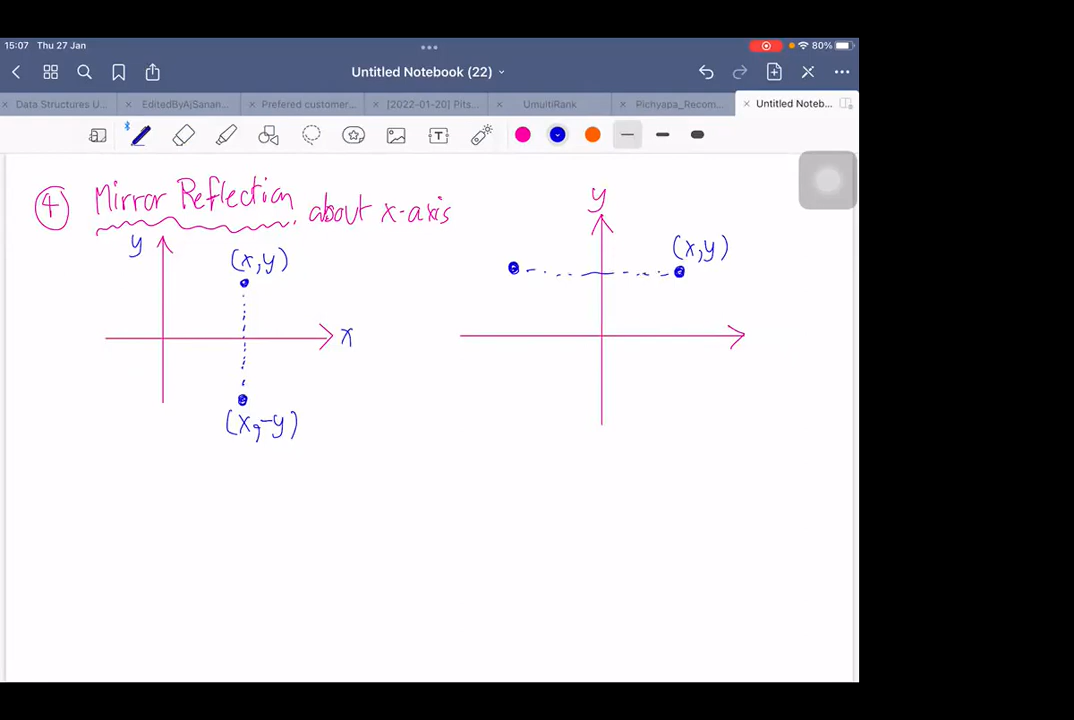 15:07 Thu 27 Jan
80%
Untitled Notebook (22)
Data Structures U...
EditedByAjSanan...
Prefered customer...
[2022-01-20] Pits...
UmultiRank
Pichyapa_Recom...
Untitled Noteb...
T
④ Mirror Reflection about x-axis
y
(x,y)
x
(x,-y)
y
(x,y)